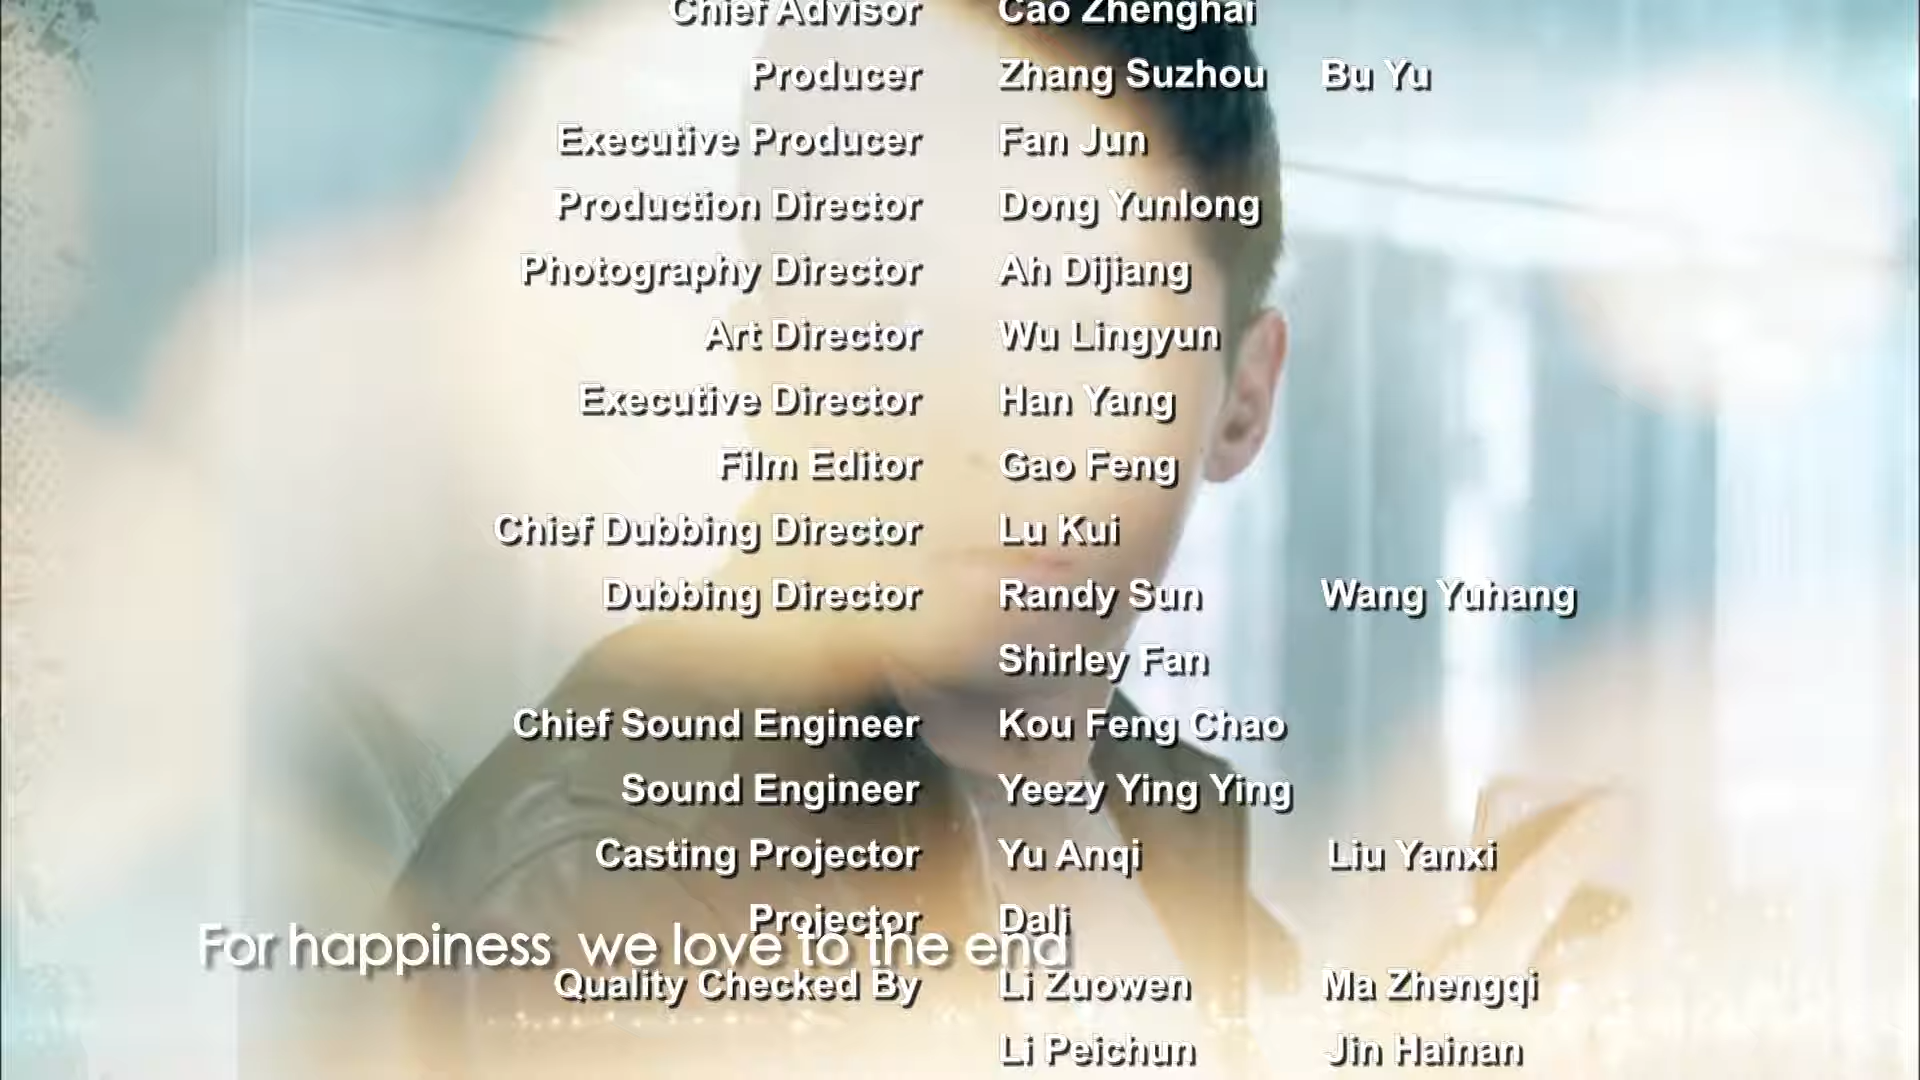 Chief Advisor Cao Zhenghai
Producer Zhang Suzhou Bu Yu
Executive Producer Fan Jun
Production Director Dong Yunlong
Photography Director Ah Dijiang
Art Director Wu Lingyun
Executive Director Han Yang
Film Editor Gao Feng
Chief Dubbing Director Lu Kui
Dubbing Director Randy Sun Wang Yuhang
Shirley Fan
Chief Sound Engineer Kou Feng Chao
Sound Engineer Yeezy Ying Ying
Casting Projector Yu Anqi Liu Yanxi
Projector Dali
For happiness we love to the end
Quality Checked By Li Zuowen Ma Zhengqi
Li Peichun Jin Hainan